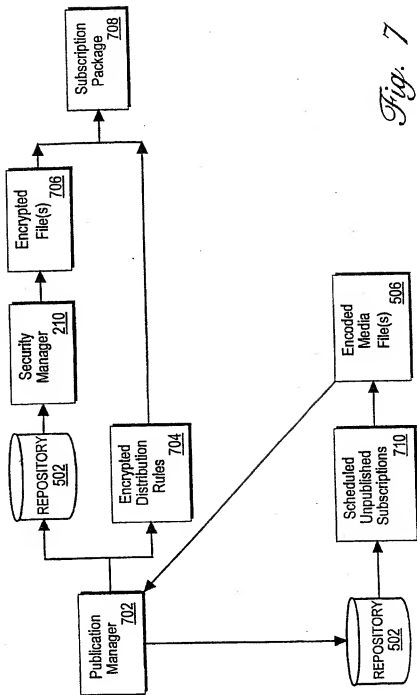 Publication
Manager
702
REPOSITORY
502
Security
Manager
210
Encrypted
File(s)
706
Subscription
Package
708
Encrypted
Distribution
Rules
704
REPOSITORY
502
Scheduled
Unpublished
Subscriptions
710
Encoded
Media
File(s)
506
Fig. 7